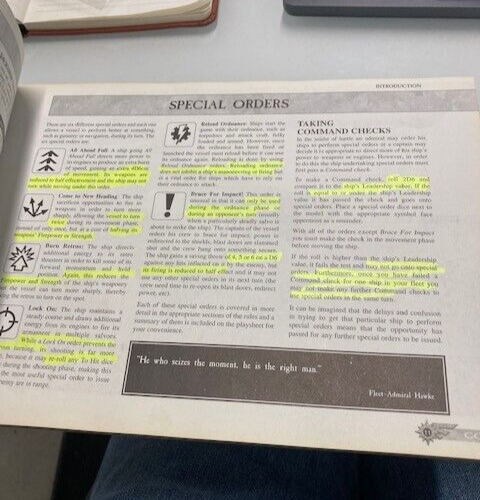 INTRODUCTION
SPECIAL ORDERS
There are six different special orders and each one
allows a vessel to perform better at something,
such as gunnery or navigation, during its turn. The
six special orders are:
All Ahead Full: A ship going All
Ahead Full diverts more power to
its engines to produce an extra burst
of speed, gaining an extra 4D6cm
of movement. Its weapons are
reduced to half effectiveness and the ship may not
turn while moving under this order.
Come to New Heading: The ship
sacrifices opportunities to fire its
weapons in order to turn more
sharply, allowing the vessel to turn
twice during its movement phase,
instead of only once, but at a cost of halving its
weapons' Firepower or Strength.
Burn Retros: The ship directs
additional energy to its retro
thrusters in order to kill some of its
forward momentum and
position. Again, this reduces the
Firepower and Strength of the ship's weaponry
the vessel can turn more sharply, thereby
using the retros to turn on the spot.
Lock On: The ship maintains a
steady course and draws additional
energy from its engines to fire its
weapons in multiple salvoes.
While a Lock On order prevents the
from turning, its shooting is far more
because it may re-roll any To Hit dice
during the shooting phase, making this
the most useful special order to issue
enemy are in range.
Reload Ordnance: Ships start the
game with their ordnance, such as
torpedoes and attack craft, fully
loaded and armed. However, once
the ordnance has been fired or
launched the vessel must reload before it can use
its ordnance again. Reloading is done by using
Reload Ordnance orders. Reloading ordnance
does not inhibit a ship's manoeuvring or firing but
is a vital order for ships which have to rely on
their ordnance to attack.
Brace For Impact! This order is
unusual in that it can only be used
during the ordnance phase or
during an opponent's turn (usually
when a particularly deadly salvo is
about to strike the ship). The captain of the vessel
orders his crew to brace for impact, power is
redirected to the shields, blast doors are slammed
shut and the crew hang onto something secure.
The ship gains a saving throw of 4, 5 or 6 on a D6
against any hits inflicted on it by the enemy, but
its firing is reduced to half effect and it may not
use any other special orders in its next turn (the
crew need time to re-open its blast doors, redirect
power, etc).
Each of these special orders is covered in more
detail in the appropriate sections of the rules and a
summary of them is included on the playsheet for
your convenience.
TAKING
COMMAND CHECKS
In the tumult of battle an admiral may order his
ships to perform special orders or a captain may
decide it is appropriate to direct more of his ship's
power to weapons or engines. However, in order
to do this the ship undertaking special orders must
first pass a Command check.
To make a Command check, roll 2D6 and
compare it to the ship's Leadership value. If the
roll is equal to or under the ship's Leadership
value it has passed the check and goes onto
special orders. Place a special order dice next to
the model with the appropriate symbol face
uppermost as a reminder.
With all of the orders except Brace For Impact
you must make the check in the movement phase
before moving the ship.
If the roll is higher than the ship's Leadership
value, it fails the test and may not go onto special
orders. Furthermore, once you have failed a
Command check for one ship in your fleet you
may not make any further Command checks to
use special orders in the same turn.
It can be imagined that the delays and confusion
in trying to get that particular ship to perform
special orders means that the opportunity has
passed for any further special orders to be issued.
"He who seizes the moment, he is the right man."
Fleet-Admiral Hawke